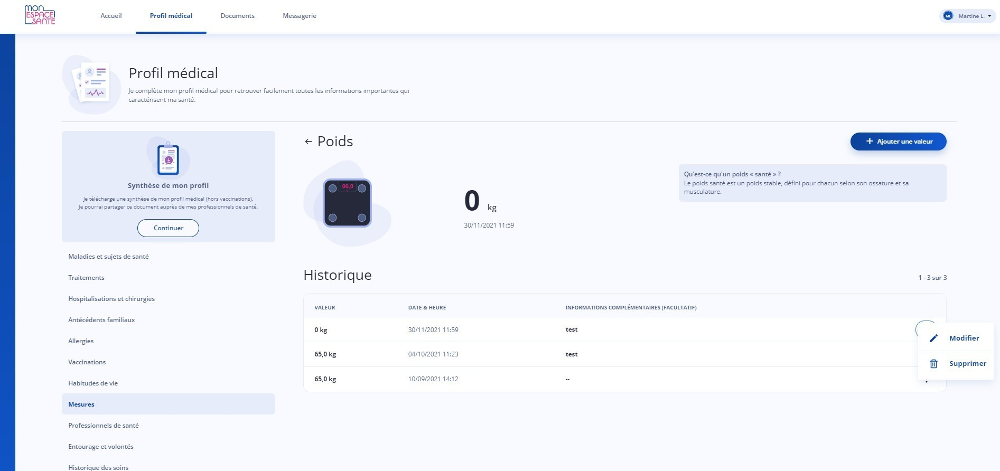 MON
ESPACE
SANTÉ
Accueil
Profil médical
Documents
Messagerie
ML
Martine L.
Profil médical
Je complète mon profil médical pour retrouver facilement toutes les informations importantes qui
caractérisent ma santé.
Synthèse de mon profil
Je télécharge une synthèse de mon profil médical (hors vaccinations).
Je pourrai partager ce document auprès de mes professionnels de santé.
Continuer
Maladies et sujets de santé
Traitements
Hospitalisations et chirurgies
Antécédents familiaux
Allergies
Vaccinations
Habitudes de vie
Mesures
Professionnels de santé
Entourage et volontés
Historique des soins
← Poids
+ Ajouter une valeur
00,0
0 kg
30/11/2021 11:59
Qu'est-ce qu'un poids « santé » ?
Le poids santé est un poids stable, défini pour chacun selon son ossature et sa
musculature.
Historique
1 - 3 sur 3
VALEUR DATE & HEURE INFORMATIONS COMPLÉMENTAIRES (FACULTATIF)
0 kg 30/11/2021 11:59 test
65,0 kg 04/10/2021 11:23 test
65,0 kg 10/09/2021 14:12 --
Modifier
Supprimer